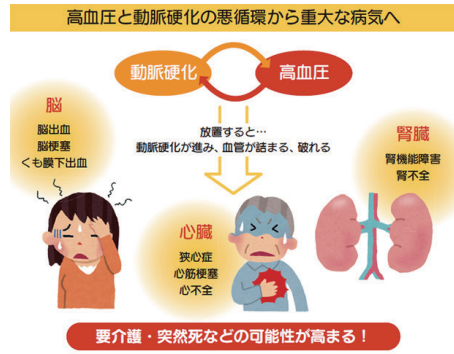 高血圧と動脈硬化の悪循環から重大な病気へ
動脈硬化
高血圧
放置すると…
動脈硬化が進み、血管が詰まる、破れる
脳
脳出血
脳梗塞
くも膜下出血
腎臓
腎機能障害
腎不全
心臓
狭心症
心筋梗塞
心不全
要介護・突然死などの可能性が高まる！